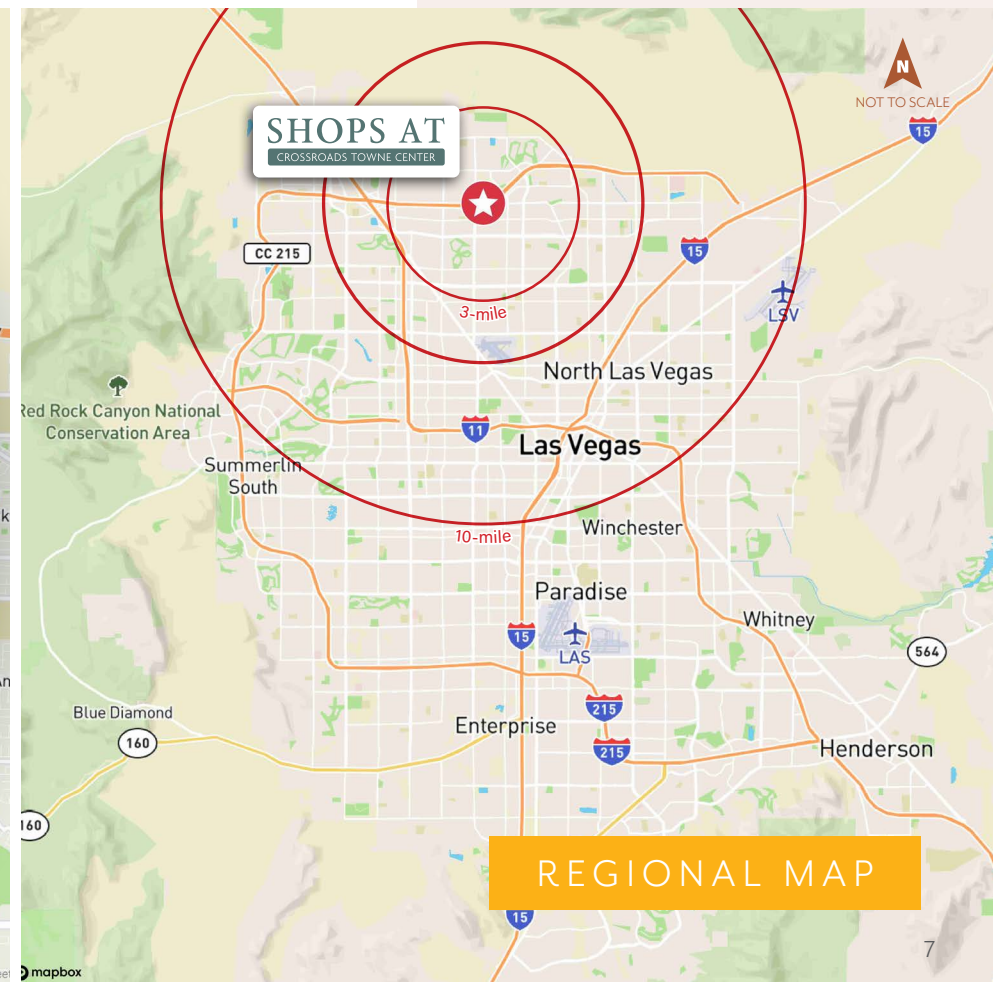 N
NOT TO SCALE
15
SHOPS AT
CROSSROADS TOWNE CENTER
CC 215
15
LSV
3-mile
North Las Vegas
Red Rock Canyon National
Conservation Area
11
Las Vegas
Summerlin
South
10-mile
Winchester
Paradise
Whitney
15
LAS
564
215
Blue Diamond
160
Enterprise
215
Henderson
160
REGIONAL MAP
15
7
mapbox